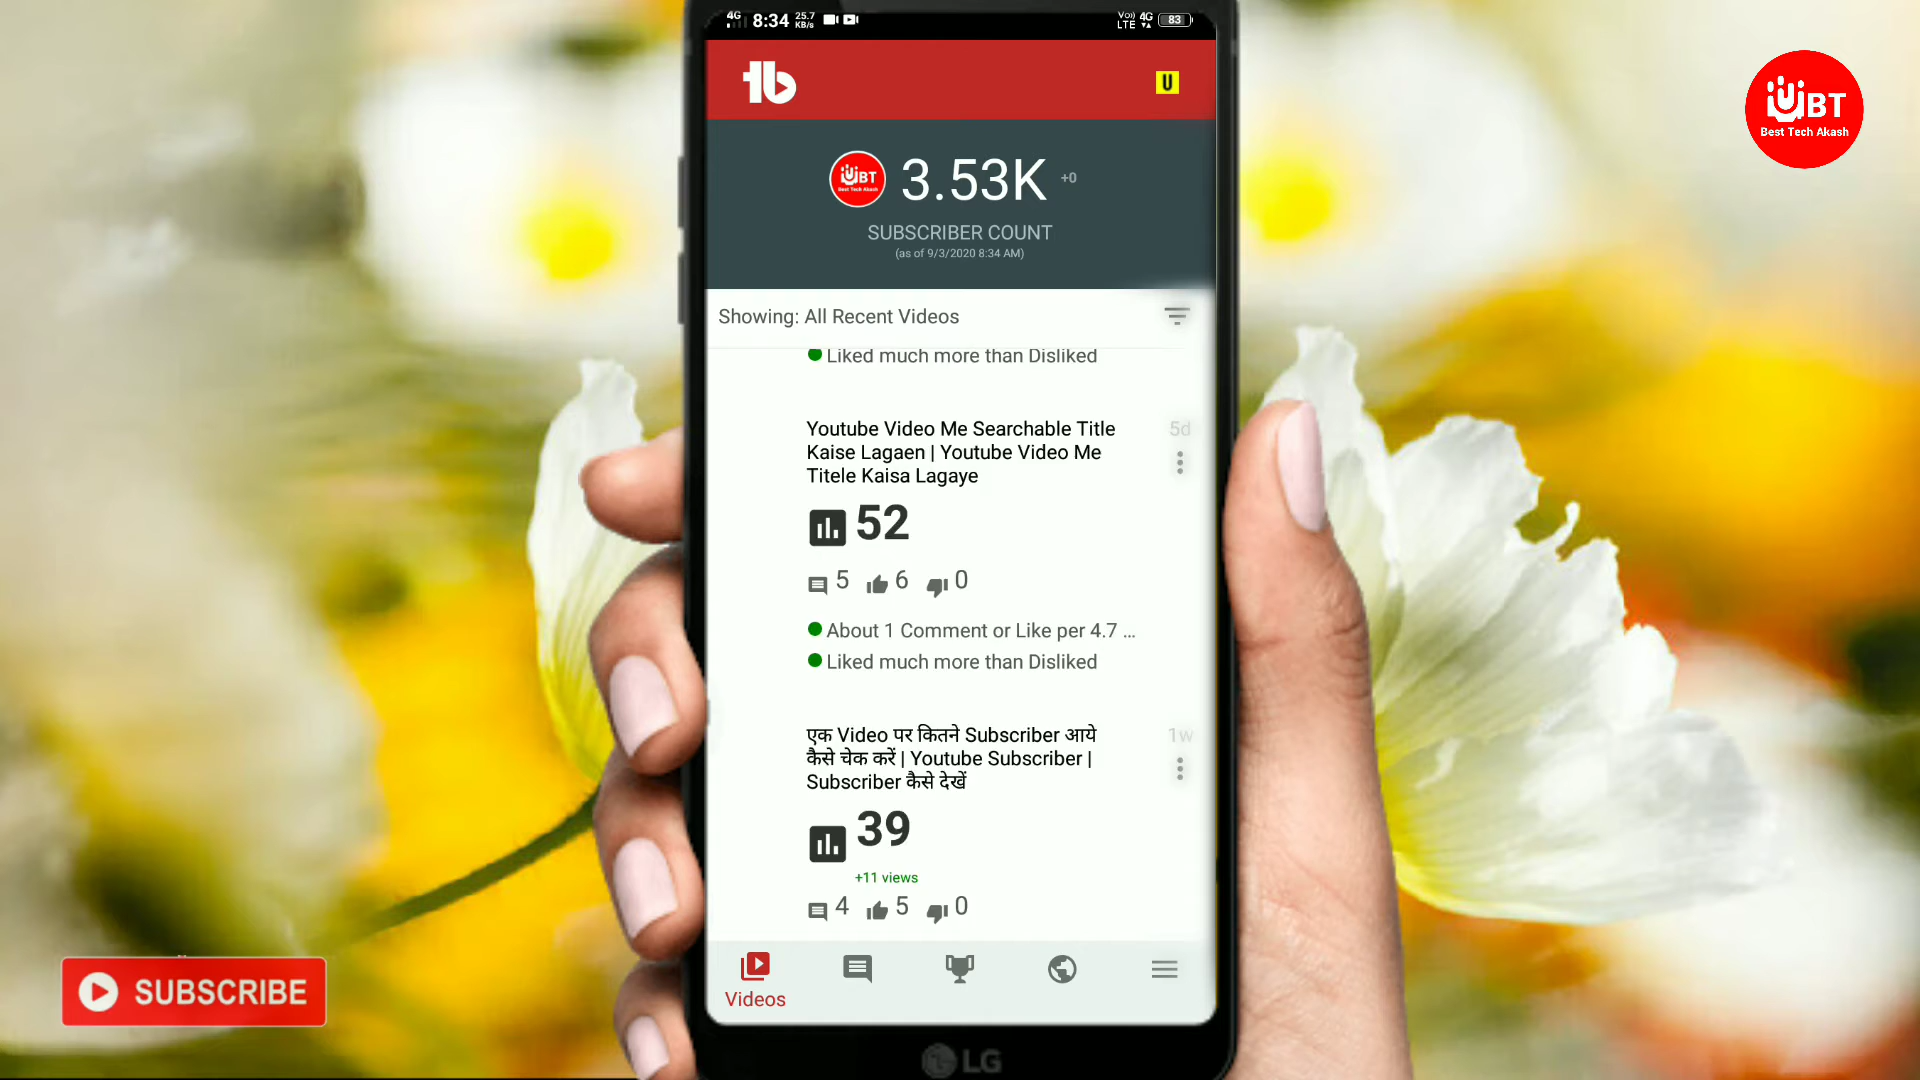 4G 8:34 25.7 KB/s
Vo)) LTE 4G 83
U
UBT
Best Tech Akash
UBT
Best Tech Akash
3.53K +0
SUBSCRIBER COUNT
(as of 9/3/2020 8:34 AM)
Showing: All Recent Videos
Liked much more than Disliked
Youtube Video Me Searchable Title
5d
Kaise Lagaen | Youtube Video Me
Titele Kaisa Lagaye
52
5 6 0
About 1 Comment or Like per 4.7 ...
Liked much more than Disliked
एक Video पर कितने Subscriber आये
1w
कैसे चेक करें | Youtube Subscriber |
Subscriber कैसे देखें
39
+11 views
4 5 0
Videos
SUBSCRIBE
LG